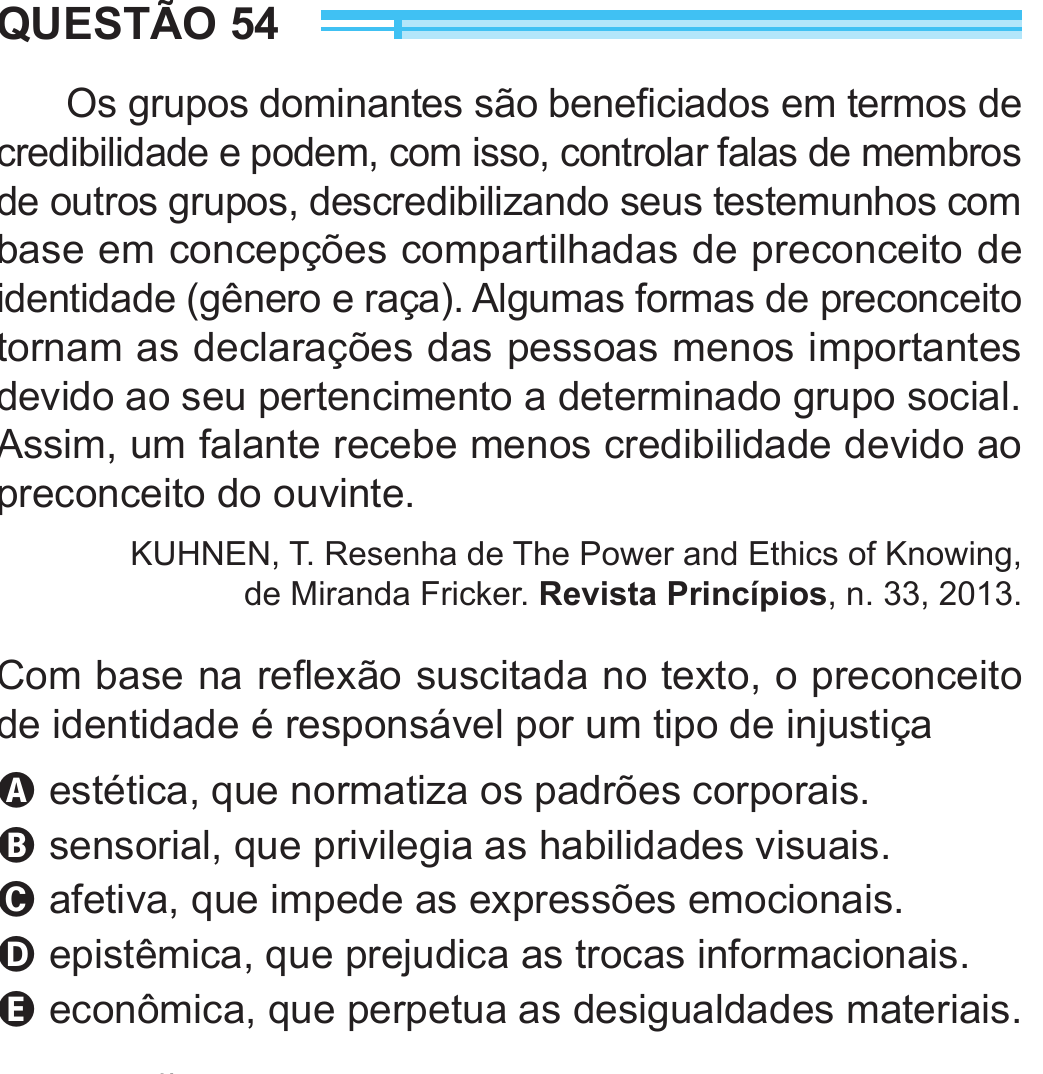 QUESTÃO 54
Os grupos dominantes são beneficiados em termos de
credibilidade e podem, com isso, controlar falas de membros
de outros grupos, descredibilizando seus testemunhos com
base em concepções compartilhadas de preconceito de
identidade (gênero e raça). Algumas formas de preconceito
tornam as declarações das pessoas menos importantes
devido ao seu pertencimento a determinado grupo social.
Assim, um falante recebe menos credibilidade devido ao
preconceito do ouvinte.
KUHNEN, T. Resenha de The Power and Ethics of Knowing,
de Miranda Fricker. Revista Princípios, n. 33, 2013.
Com base na reflexão suscitada no texto, o preconceito
de identidade é responsável por um tipo de injustiça
A estética, que normatiza os padrões corporais.
B sensorial, que privilegia as habilidades visuais.
C afetiva, que impede as expressões emocionais.
D epistêmica, que prejudica as trocas informacionais.
E econômica, que perpetua as desigualdades materiais.